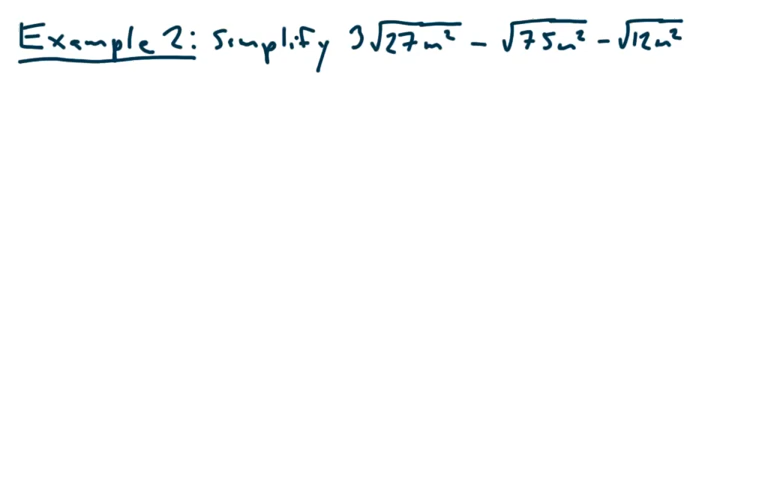 Example 2: Simplify 3√27m² - √75m² - √12m²